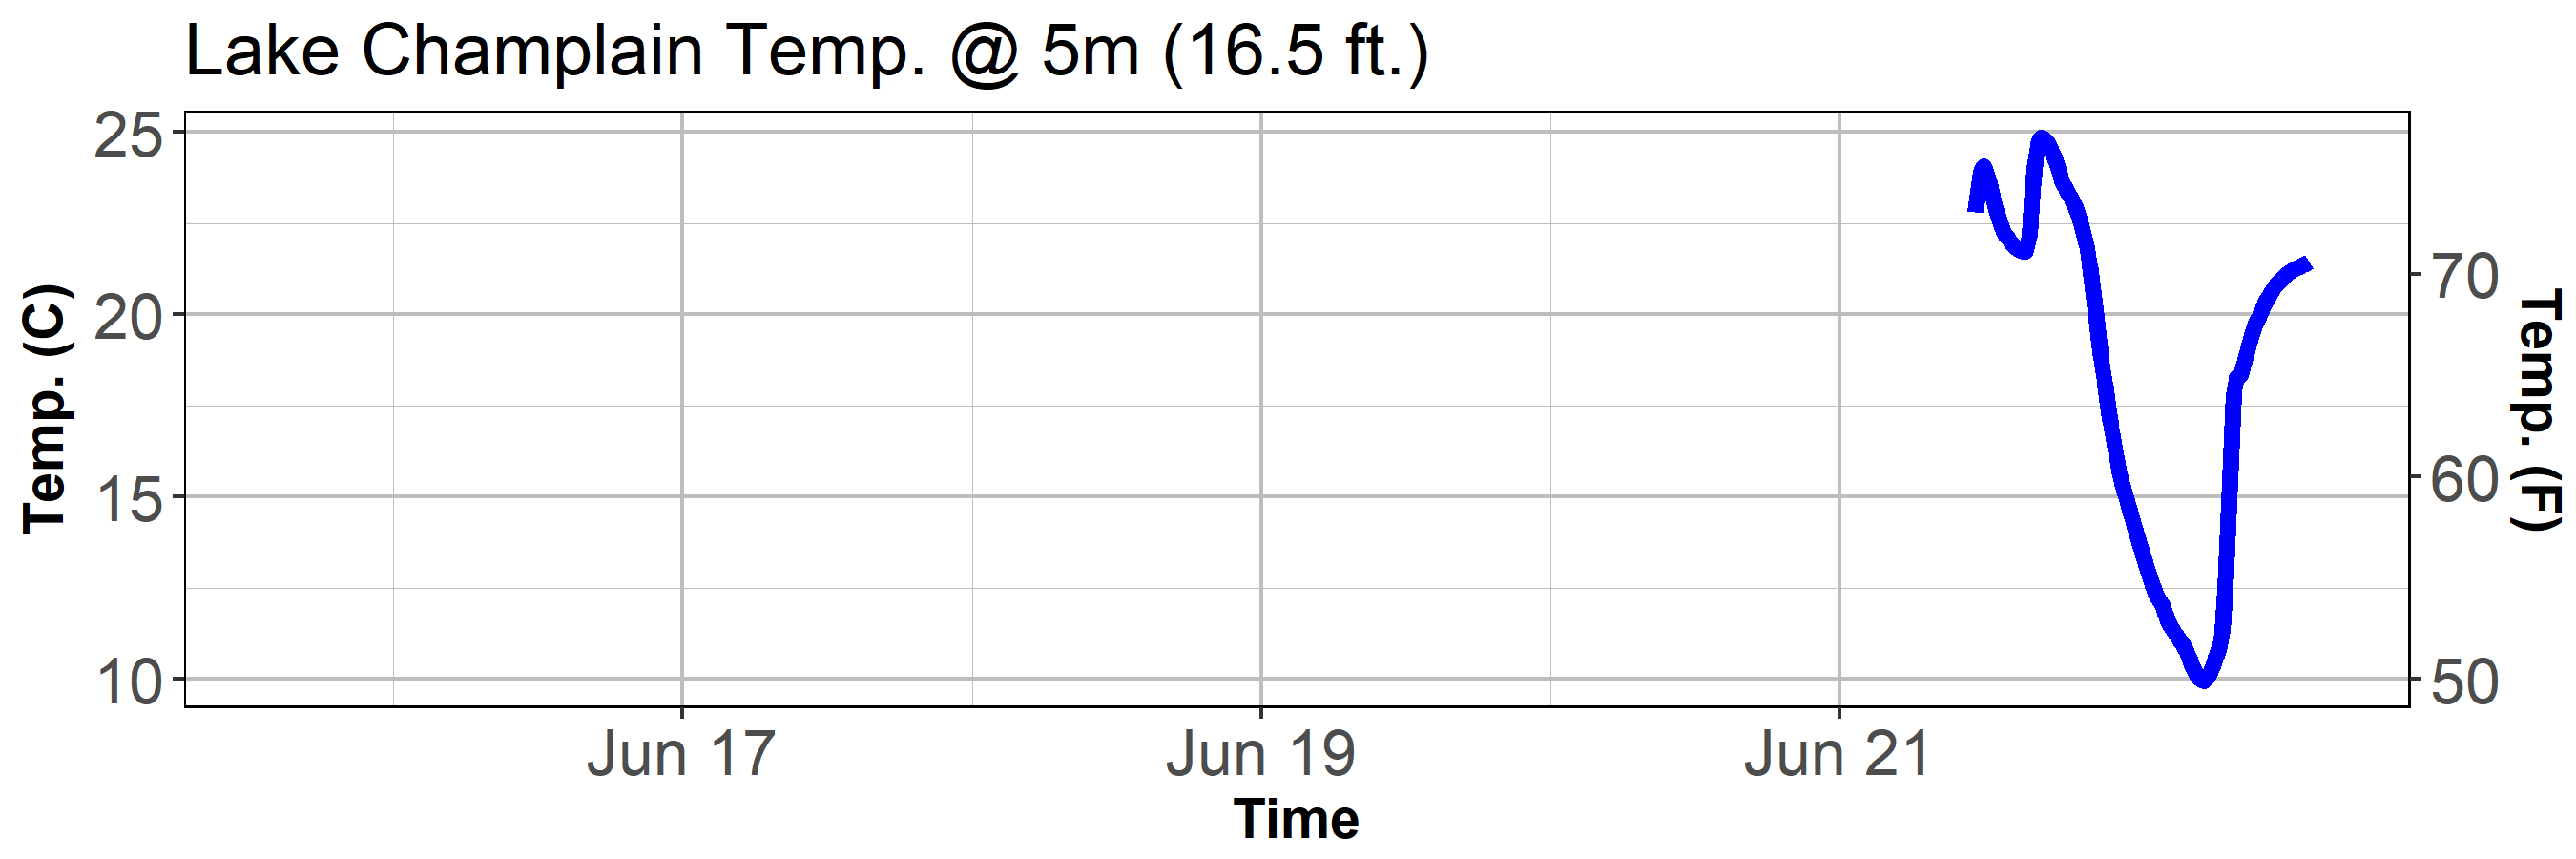 Lake Champlain Temp. @ 5m (16.5 ft.)
Temp. (C)
25
20
15
10
70
60
50
Temp. (F)
Jun 17
Jun 19
Jun 21
Time